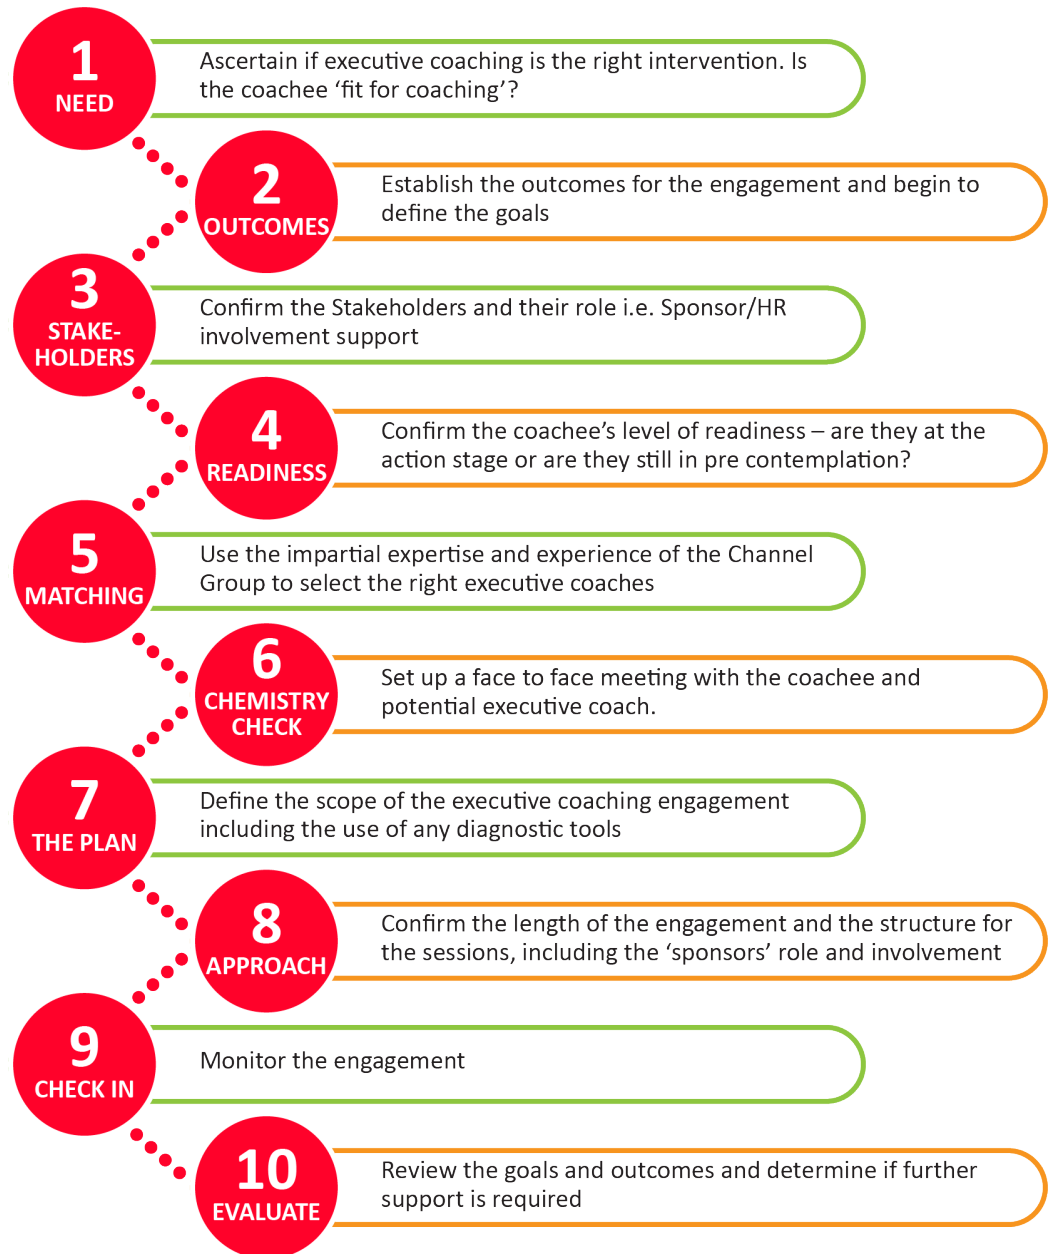 1
NEED
Ascertain if executive coaching is the right intervention. Is
the coachee ‘fit for coaching’?
2
OUTCOMES
Establish the outcomes for the engagement and begin to
define the goals
3
STAKE-
HOLDERS
Confirm the Stakeholders and their role i.e. Sponsor/HR
involvement support
4
READINESS
Confirm the coachee’s level of readiness – are they at the
action stage or are they still in pre contemplation?
5
MATCHING
Use the impartial expertise and experience of the Channel
Group to select the right executive coaches
6
CHEMISTRY
CHECK
Set up a face to face meeting with the coachee and
potential executive coach.
7
THE PLAN
Define the scope of the executive coaching engagement
including the use of any diagnostic tools
8
APPROACH
Confirm the length of the engagement and the structure for
the sessions, including the ‘sponsors’ role and involvement
9
CHECK IN
Monitor the engagement
10
EVALUATE
Review the goals and outcomes and determine if further
support is required